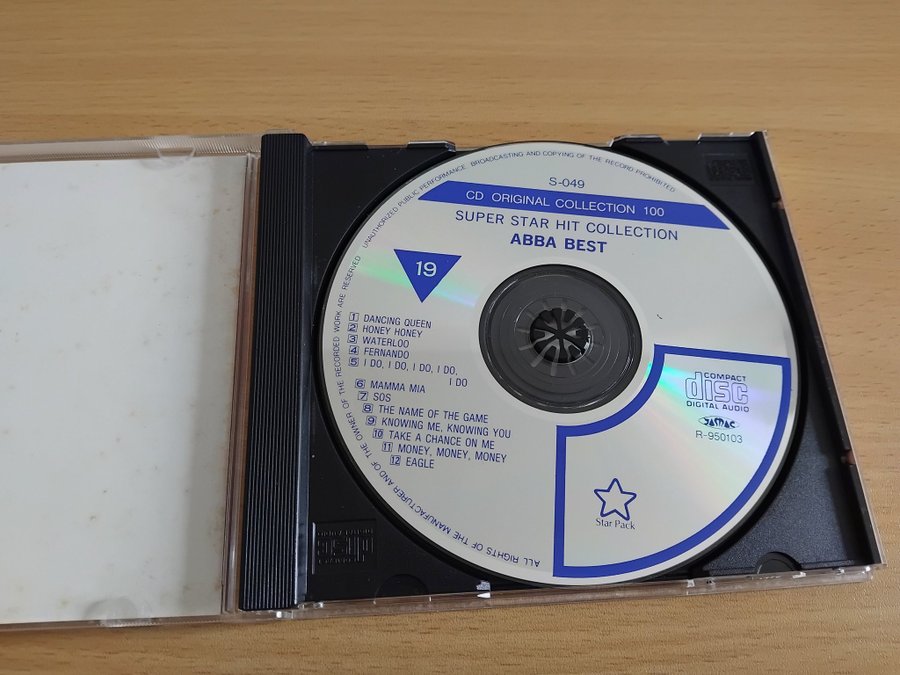 UNAUTHORIZED PUBLIC PERFORMANCE BROADCASTING AND COPYING OF THE RECORD PROHIBITED
S-049
CD ORIGINAL COLLECTION 100
SUPER STAR HIT COLLECTION
ABBA BEST
19
1 DANCING QUEEN
2 HONEY HONEY
3 WATERLOO
4 FERNANDO
5 I DO, I DO, I DO, I DO,
I DO
6 MAMMA MIA
7 SOS
8 THE NAME OF THE GAME
9 KNOWING ME, KNOWING YOU
10 TAKE A CHANCE ON ME
11 MONEY, MONEY, MONEY
12 EAGLE
COMPACT
disc
DIGITAL AUDIO
JASRAC
R-950103
Star Pack
ALL RIGHTS OF THE MANUFACTURER AND OF THE OWNER OF THE RECORDED WORK ARE RESERVED
COMPACT
disc